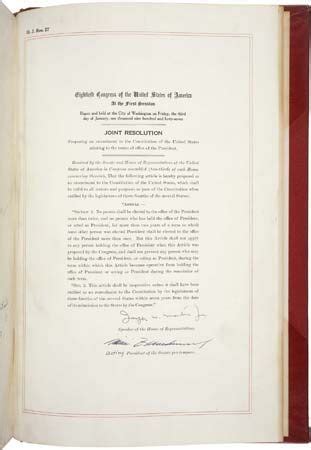 H. J. Res. 27
Eightieth Congress of the United States of America
At the First Session
Begun and held at the City of Washington on Friday, the third
day of January, one thousand nine hundred and forty-seven
JOINT RESOLUTION
Proposing an amendment to the Constitution of the United States
relating to the terms of office of the President.
Resolved by the Senate and House of Representatives of the United
States of America in Congress assembled (two-thirds of each House
concurring therein), That the following article is hereby proposed as
an amendment to the Constitution of the United States, which shall
be valid to all intents and purposes as part of the Constitution when
ratified by the legislatures of three-fourths of the several States:
"ARTICLE —
"SECTION 1. No person shall be elected to the office of the President
more than twice, and no person who has held the office of President,
or acted as President, for more than two years of a term to which
some other person was elected President shall be elected to the office
of the President more than once. But this Article shall not apply
to any person holding the office of President when this Article was
proposed by the Congress, and shall not prevent any person who may
be holding the office of President, or acting as President, during the
term within which this Article becomes operative from holding the
office of President or acting as President during the remainder of
such term.
"SEC. 2. This article shall be inoperative unless it shall have been
ratified as an amendment to the Constitution by the legislatures of
three-fourths of the several States within seven years from the date
of its submission to the States by the Congress."
Joseph W. Martin Jr
Speaker of the House of Representatives.
Acting President of the Senate pro tempore.